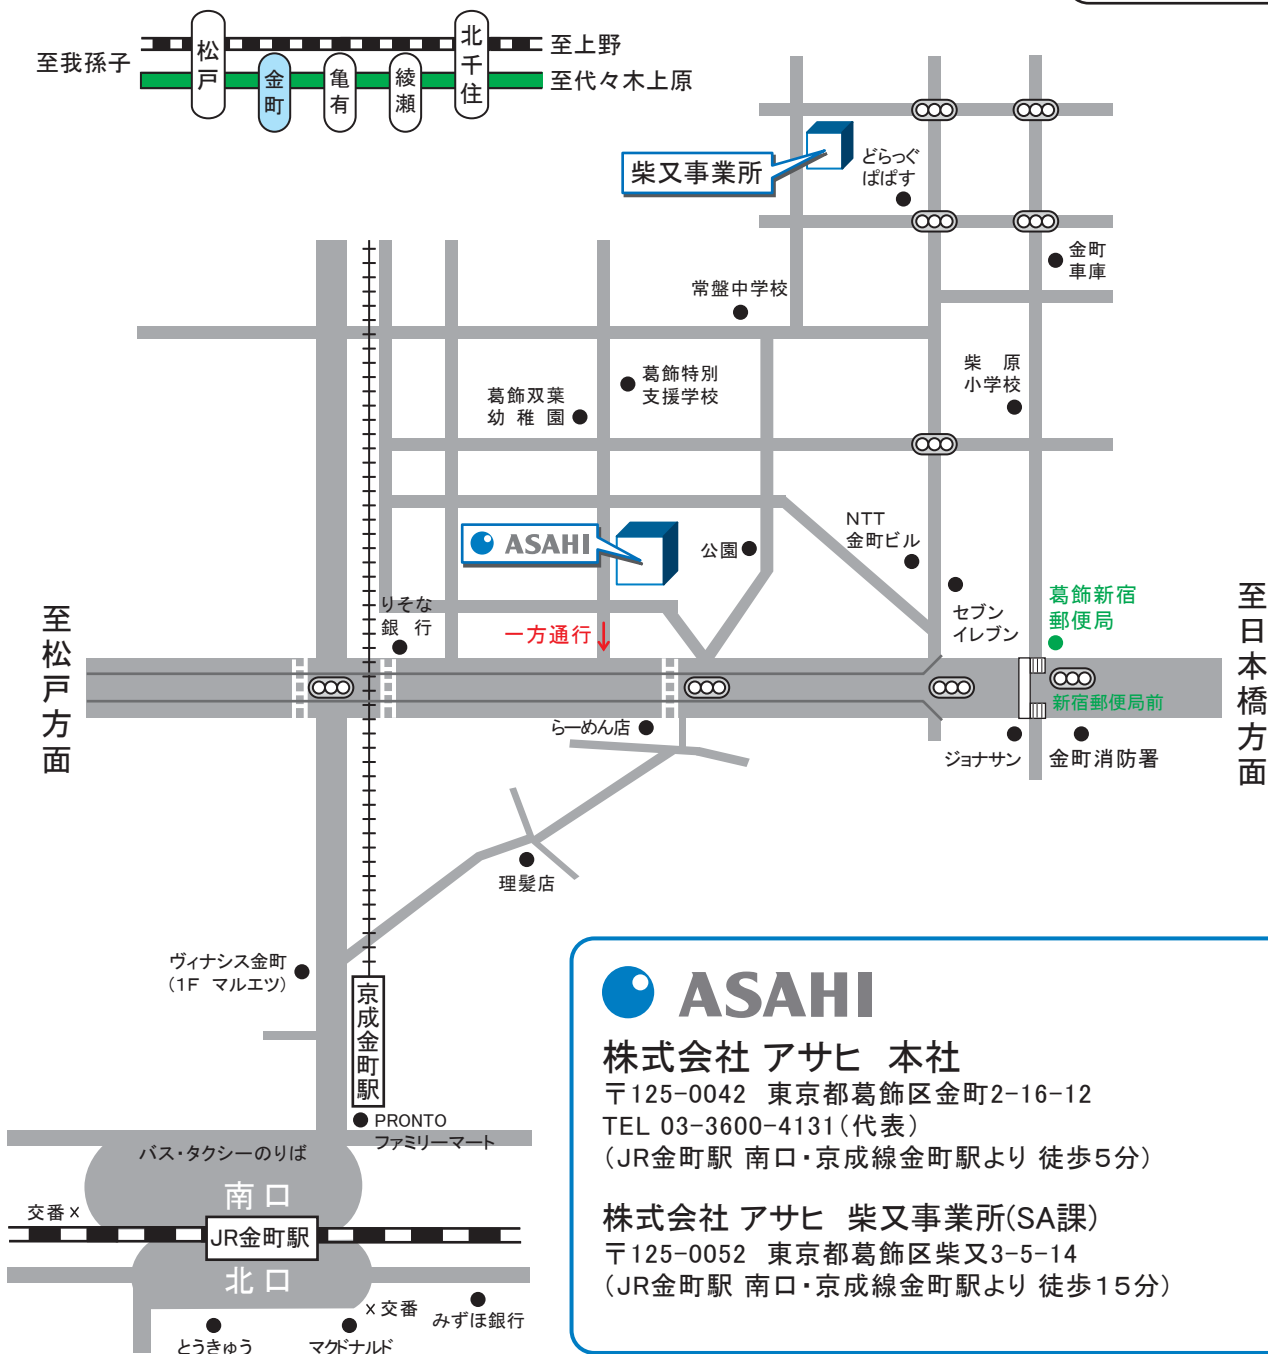 至我孫子
松戸
金町
亀有
綾瀬
北千住
至上野
至代々木上原
柴又事業所
どらっぐ
ぱぱす
金町
車庫
常盤中学校
柴 原
小学校
葛飾特別
支援学校
葛飾双葉
幼 稚 園
ASAHI
公園
NTT
金町ビル
りそな
銀 行
一方通行
セブン
イレブン
葛飾新宿
郵便局
至松戸方面
至日本橋方面
新宿郵便局前
らーめん店
ジョナサン
金町消防署
理髪店
ヴィナシス金町
(1F マルエツ)
京成金町駅
PRONTO
ファミリーマート
バス・タクシーのりば
南口
交番×
JR金町駅
北口
×交番
みずほ銀行
とうきゅう
マクドナルド
ASAHI
株式会社 アサヒ 本社
〒125-0042 東京都葛飾区金町2-16-12
TEL 03-3600-4131(代表)
(JR金町駅 南口・京成線金町駅より 徒歩5分)
株式会社 アサヒ 柴又事業所(SA課)
〒125-0052 東京都葛飾区柴又3-5-14
(JR金町駅 南口・京成線金町駅より 徒歩15分)